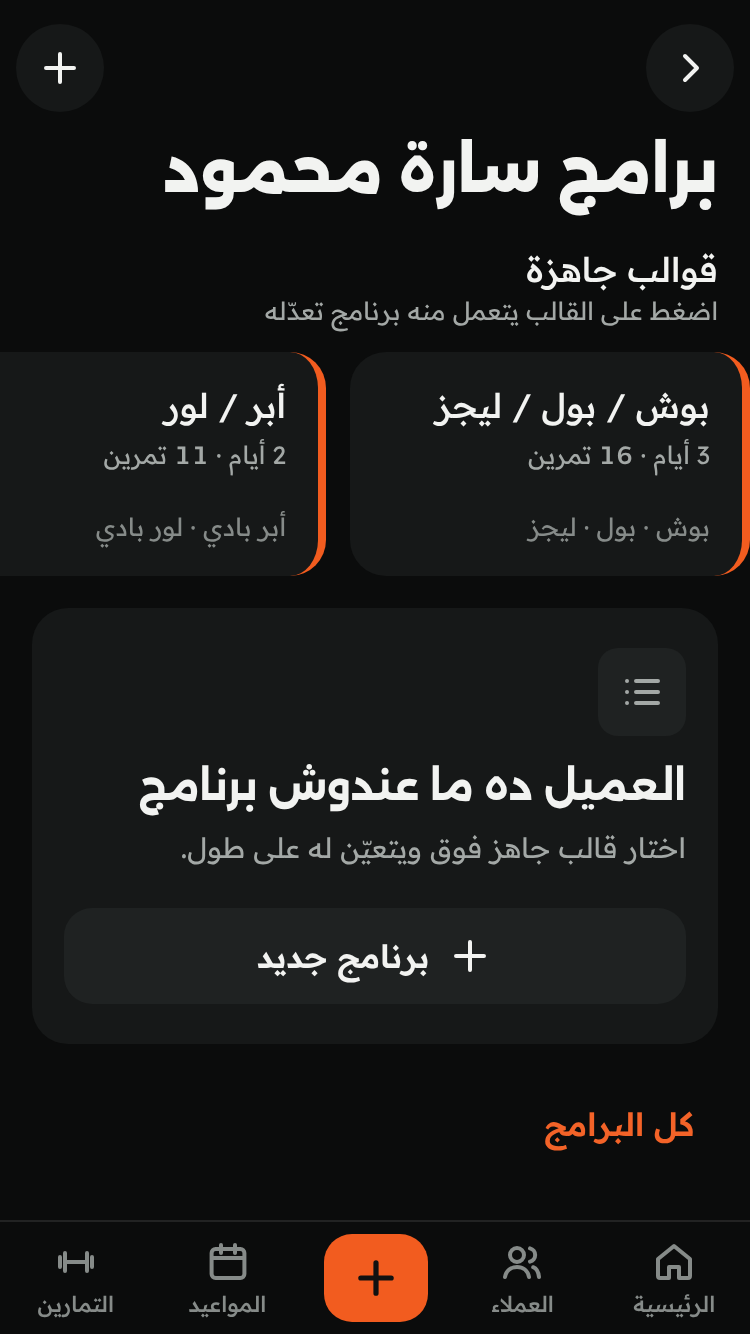 برامج سارة محمود
قوالب جاهزة
اضغط على القالب يتعمل منه برنامج تعدّله
بوش / بول / ليجز
3 أيام · 16 تمرين
بوش · بول · ليجز
أبر / لور
2 أيام · 11 تمرين
أبر بادي · لور بادي
العميل ده ما عندوش برنامج
اختار قالب جاهز فوق ويتعيّن له على طول.
برنامج جديد
كل البرامج
الرئيسية
العملاء
المواعيد
التمارين